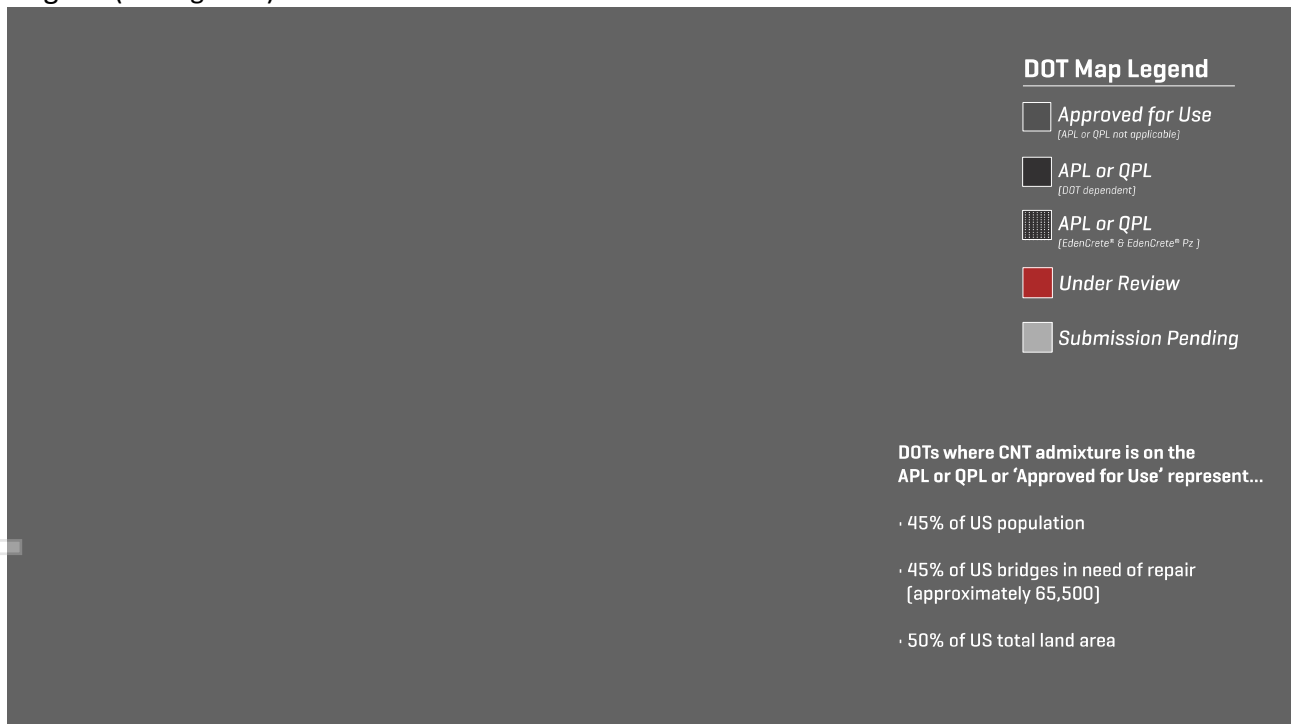 DOT Map Legend
Approved for Use
[APL or QPL not applicable]
APL or QPL
[DOT dependent]
APL or QPL
[EdenCrete® & EdenCrete® Pz ]
Under Review
Submission Pending
DOTs where CNT admixture is on the
APL or QPL or ‘Approved for Use’ represent...
· 45% of US population
· 45% of US bridges in need of repair
[approximately 65,500]
· 50% of US total land area